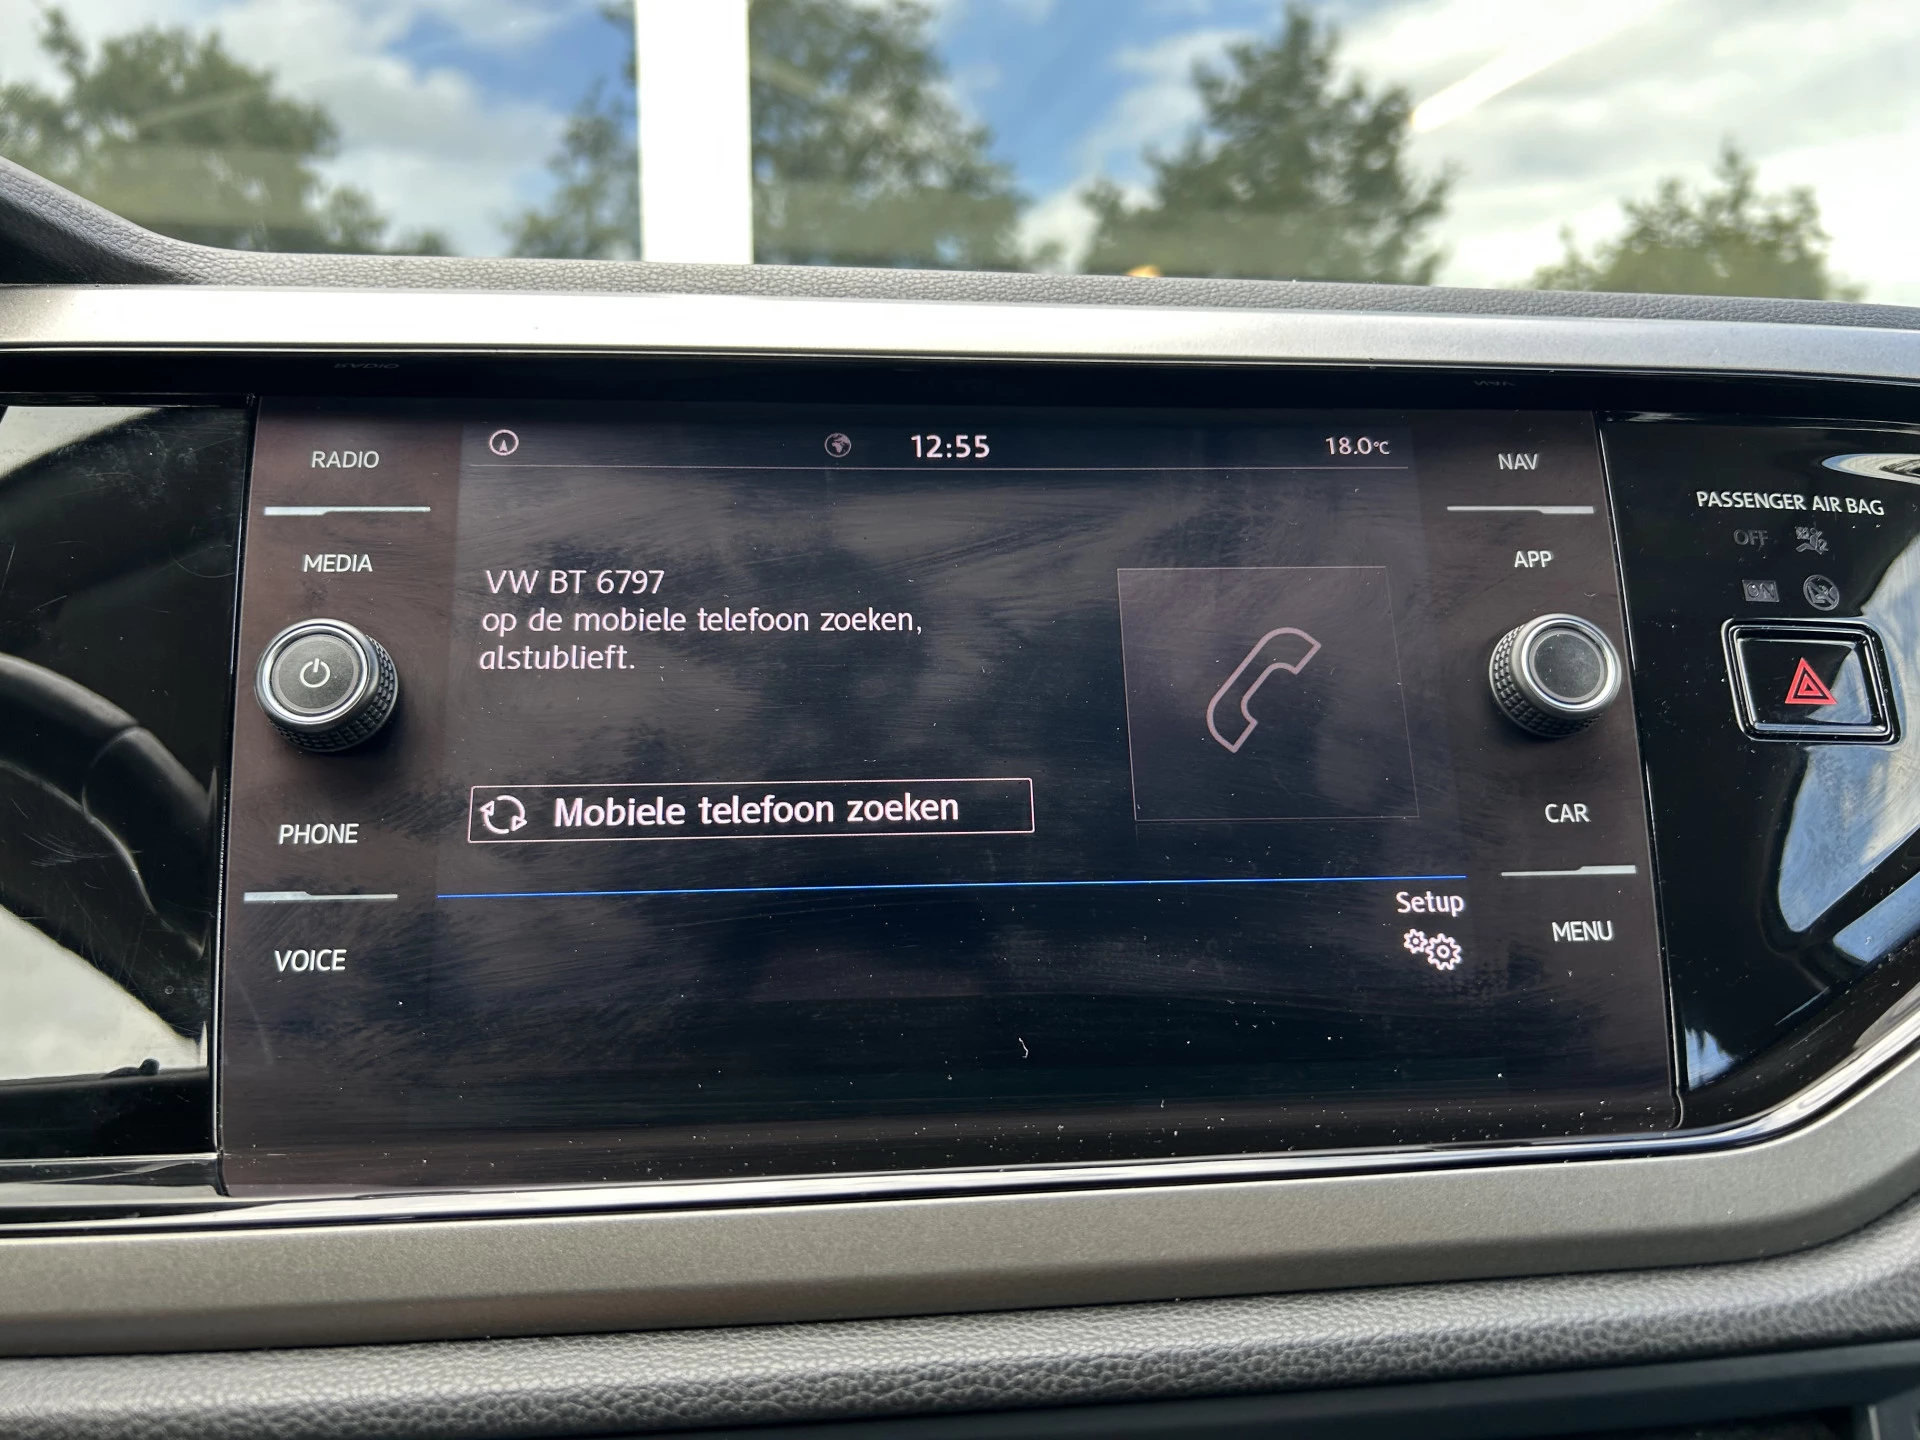 RADIO
MEDIA
PHONE
VOICE
12:55
18.0°C
VW BT 6797
op de mobiele telefoon zoeken,
alstublieft.
Mobiele telefoon zoeken
Setup
NAV
APP
CAR
MENU
PASSENGER AIR BAG
OFF
ON